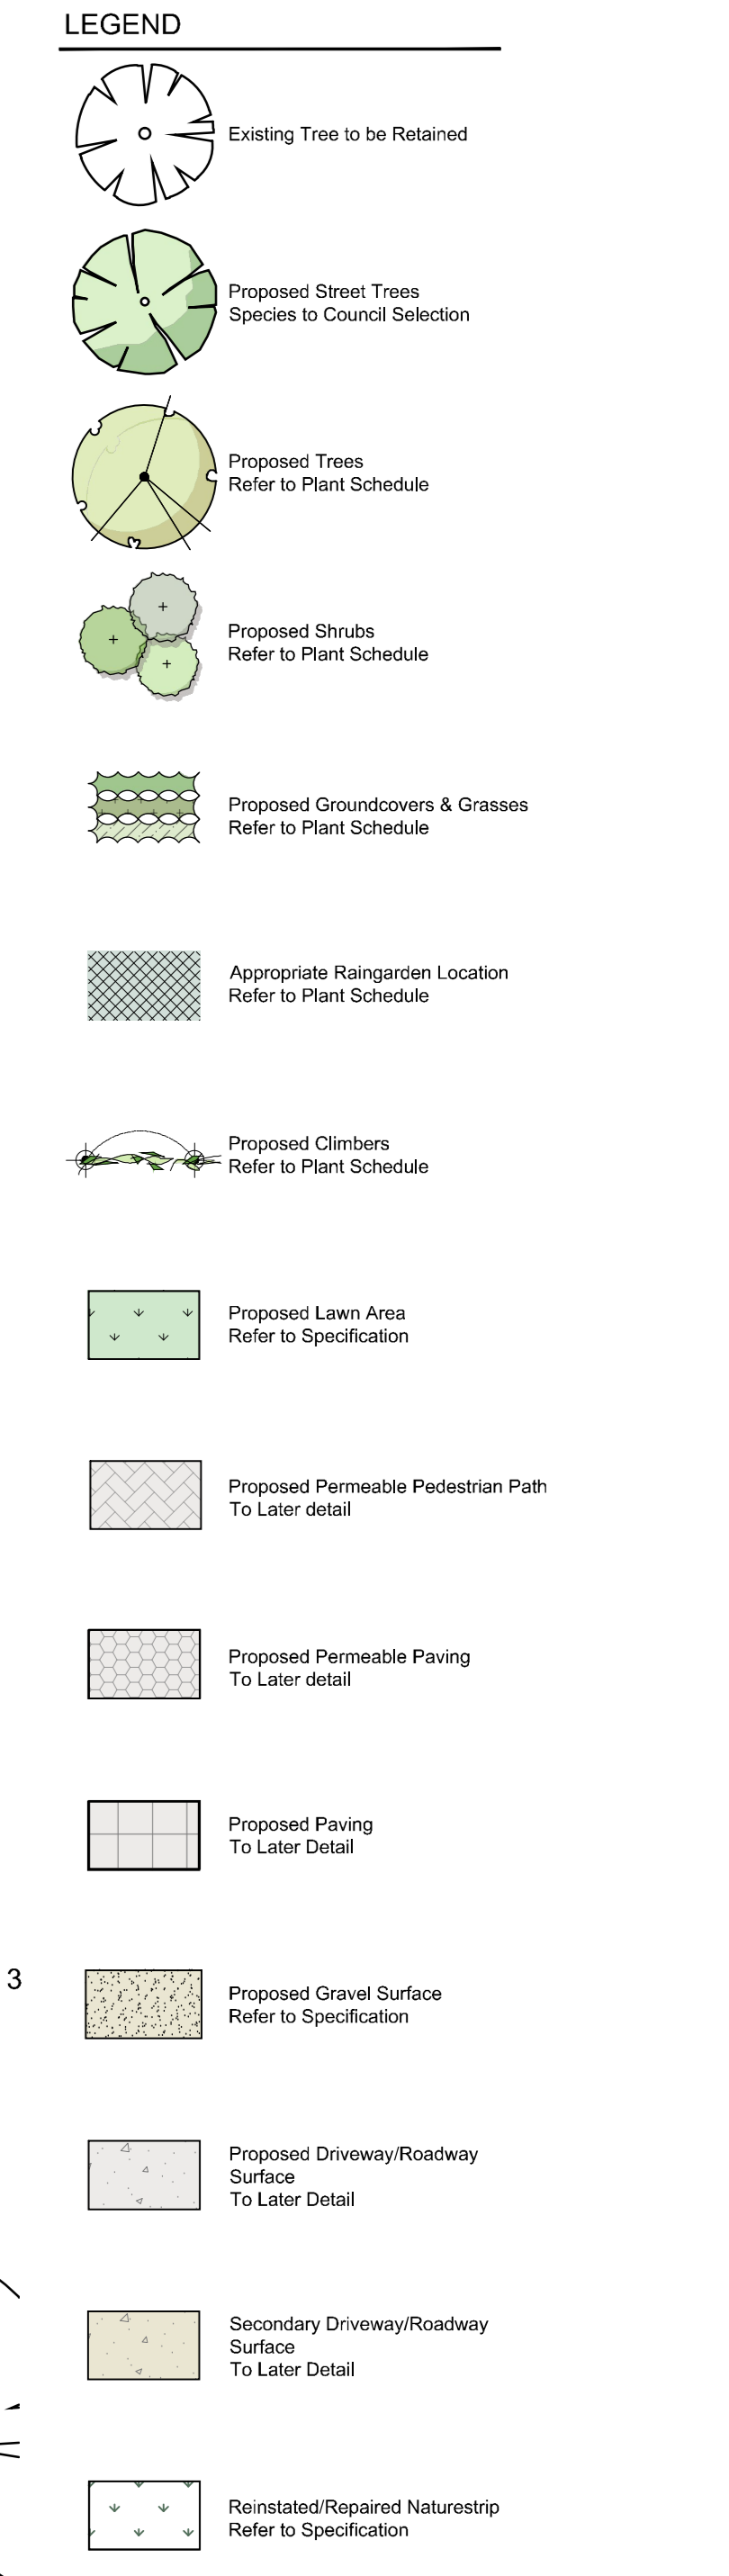 LEGEND
Existing Tree to be Retained
Proposed Street Trees
Species to Council Selection
Proposed Trees
Refer to Plant Schedule
Proposed Shrubs
Refer to Plant Schedule
Proposed Groundcovers & Grasses
Refer to Plant Schedule
Appropriate Raingarden Location
Refer to Plant Schedule
Proposed Climbers
Refer to Plant Schedule
Proposed Lawn Area
Refer to Specification
Proposed Permeable Pedestrian Path
To Later detail
Proposed Permeable Paving
To Later detail
Proposed Paving
To Later Detail
3
Proposed Gravel Surface
Refer to Specification
Proposed Driveway/Roadway
Surface
To Later Detail
Secondary Driveway/Roadway
Surface
To Later Detail
Reinstated/Repaired Naturestrip
Refer to Specification